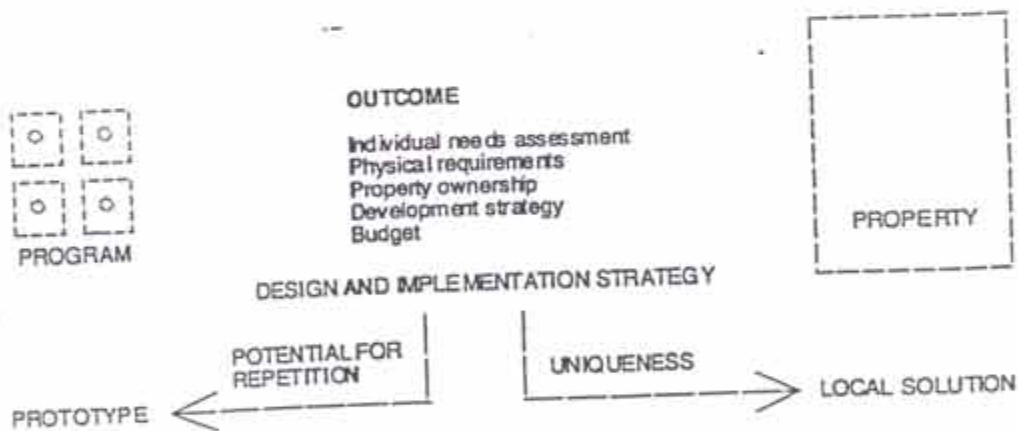 OUTCOME
Individual needs assessment
Physical requirements
Property ownership
Development strategy
Budget
PROGRAM
PROPERTY
DESIGN AND IMPLEMENTATION STRATEGY
POTENTIAL FOR
REPETITION
UNIQUENESS
PROTOTYPE
LOCAL SOLUTION